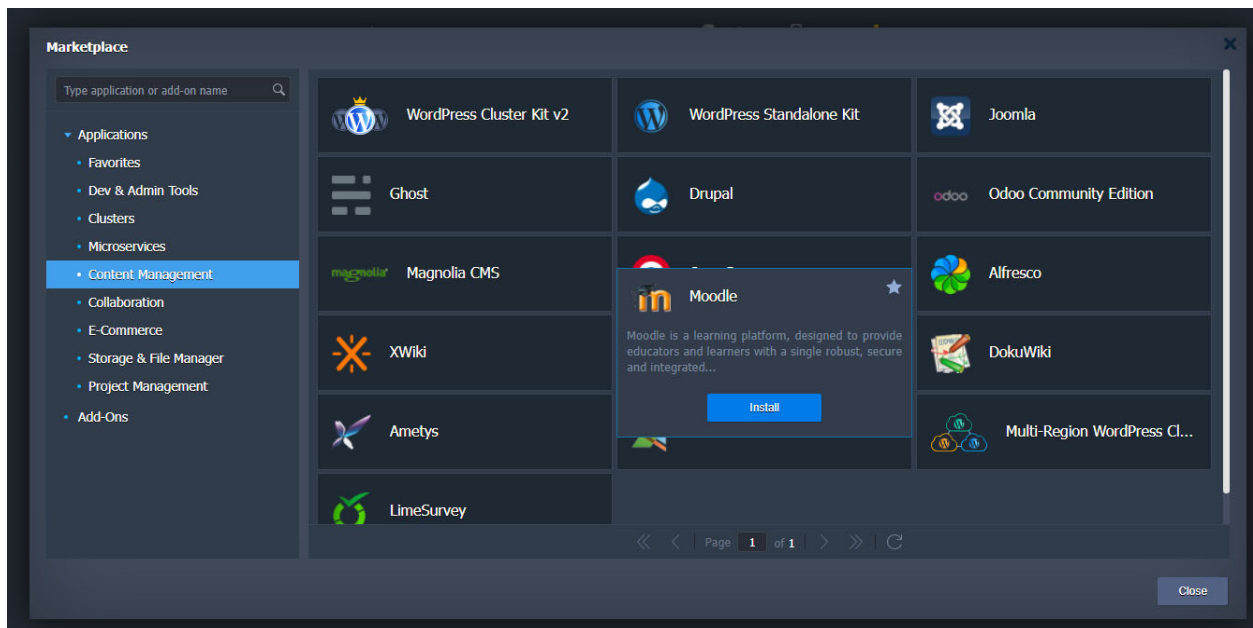 Marketplace
Type application or add-on name
Applications
Favorites
Dev & Admin Tools
Clusters
Microservices
Content Management
Collaboration
E-Commerce
Storage & File Manager
Project Management
Add-Ons
WordPress Cluster Kit v2
WordPress Standalone Kit
Joomla
Ghost
Drupal
odoo
Odoo Community Edition
magnolia
Magnolia CMS
Alfresco
XWiki
Moodle
Moodle is a learning platform, designed to provide
educators and learners with a single robust, secure
and integrated...
Install
DokuWiki
Ametys
Multi-Region WordPress Cl...
LimeSurvey
Page 1 of 1
Close